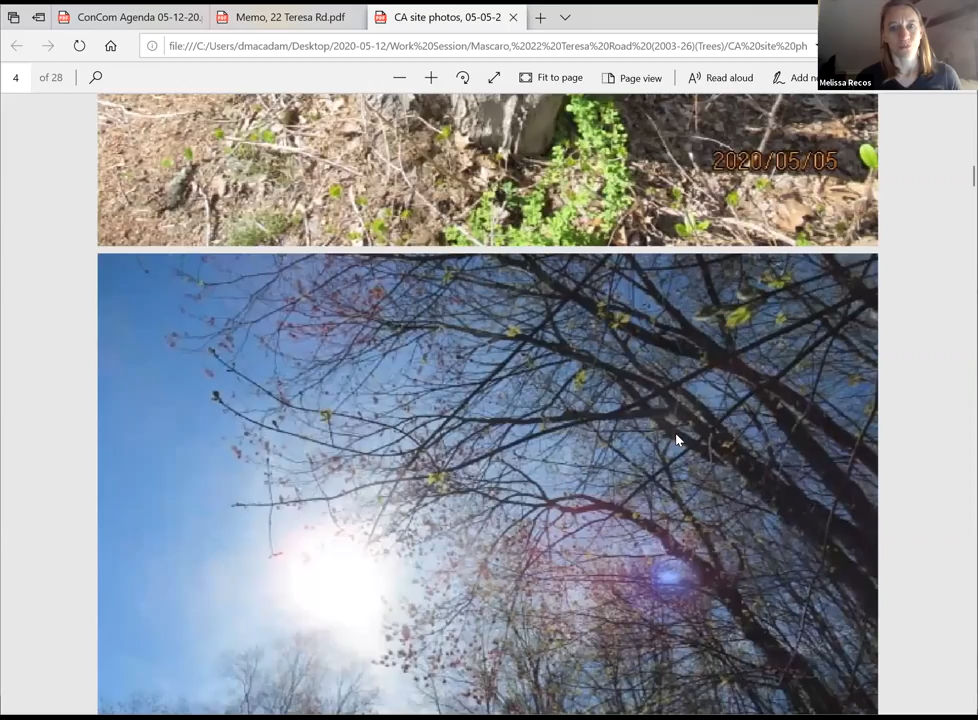 ConCom Agenda 05-12-20.
Memo, 22 Teresa Rd.pdf
CA site photos, 05-05-2
file:///C:/Users/dmacadam/Desktop/2020-05-12/Work%20Session/Mascaro,%2022%20Teresa%20Road%20(2003-26)(Trees)/CA%20site%20ph
4 of 28
Fit to page
Page view
Read aloud
Add no
Melissa Recos
2020/05/05